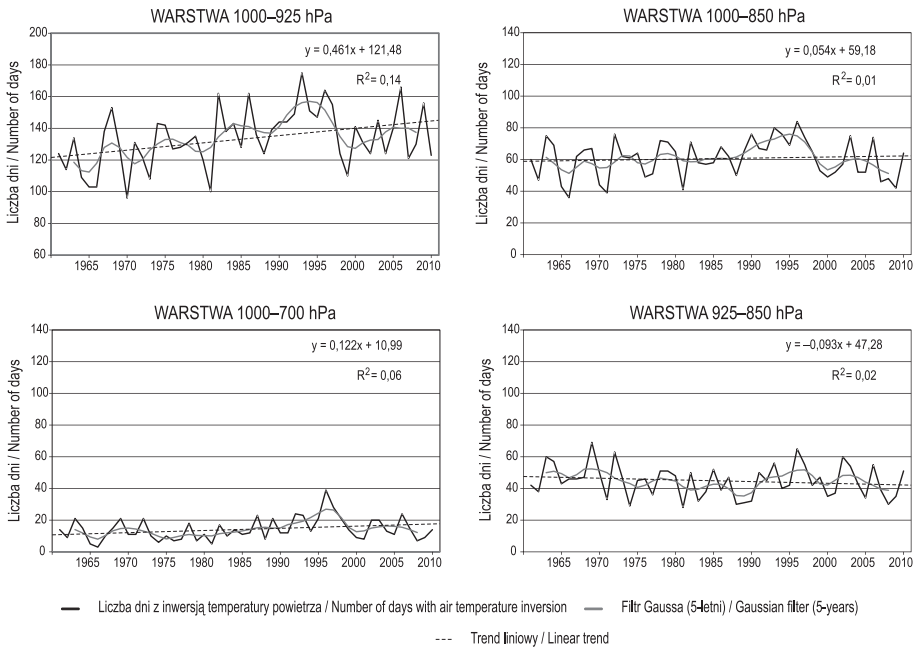 WARSTWA 1000–925 hPa
Liczba dni / Number of days
200
180
160
140
120
100
80
60
y = 0,461x + 121,48
R2 = 0,14
1965 1970 1975 1980 1985 1990 1995 2000 2005 2010
WARSTWA 1000–850 hPa
Liczba dni / Number of days
140
120
100
80
60
40
20
0
y = 0,054x + 59,18
R2 = 0,01
1965 1970 1975 1980 1985 1990 1995 2000 2005 2010
WARSTWA 1000–700 hPa
Liczba dni / Number of days
140
120
100
80
60
40
20
0
y = 0,122x + 10,99
R2 = 0,06
1965 1970 1975 1980 1985 1990 1995 2000 2005 2010
WARSTWA 925–850 hPa
Liczba dni / Number of days
140
120
100
80
60
40
20
0
y = –0,093x + 47,28
R2 = 0,02
1965 1970 1975 1980 1985 1990 1995 2000 2005 2010
Liczba dni z inwersją temperatury powietrza / Number of days with air temperature inversion
Filtr Gaussa (5-letni) / Gaussian filter (5-years)
Trend liniowy / Linear trend